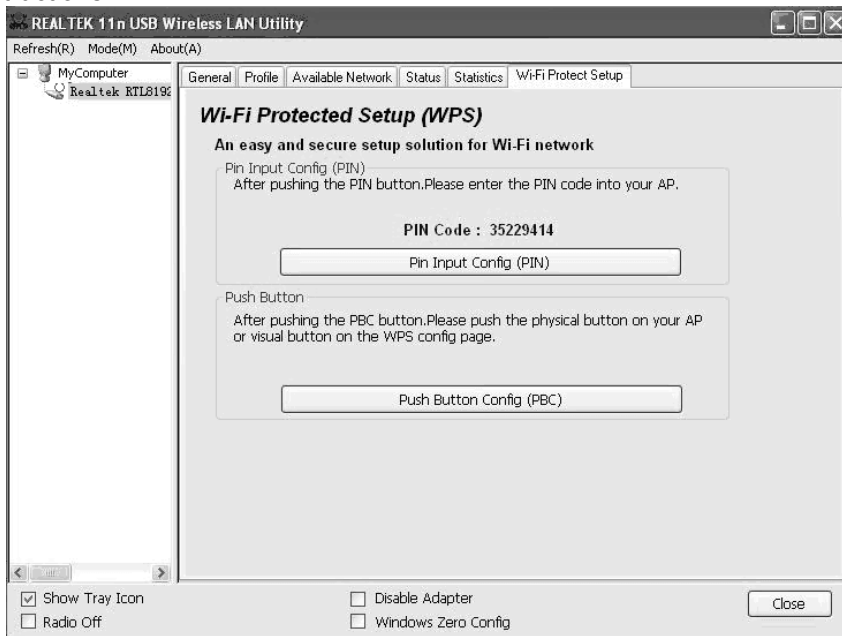 REALTEK 11n USB Wireless LAN Utility
Refresh(R) Mode(M) About(A)
MyComputer
Realtek RTL8192
General Profile Available Network Status Statistics Wi-Fi Protect Setup
Wi-Fi Protected Setup (WPS)
An easy and secure setup solution for Wi-Fi network
Pin Input Config (PIN)
After pushing the PIN button.Please enter the PIN code into your AP.
PIN Code : 35229414
Pin Input Config (PIN)
Push Button
After pushing the PBC button.Please push the physical button on your AP
or visual button on the WPS config page.
Push Button Config (PBC)
Show Tray Icon
Disable Adapter
Radio Off
Windows Zero Config
Close